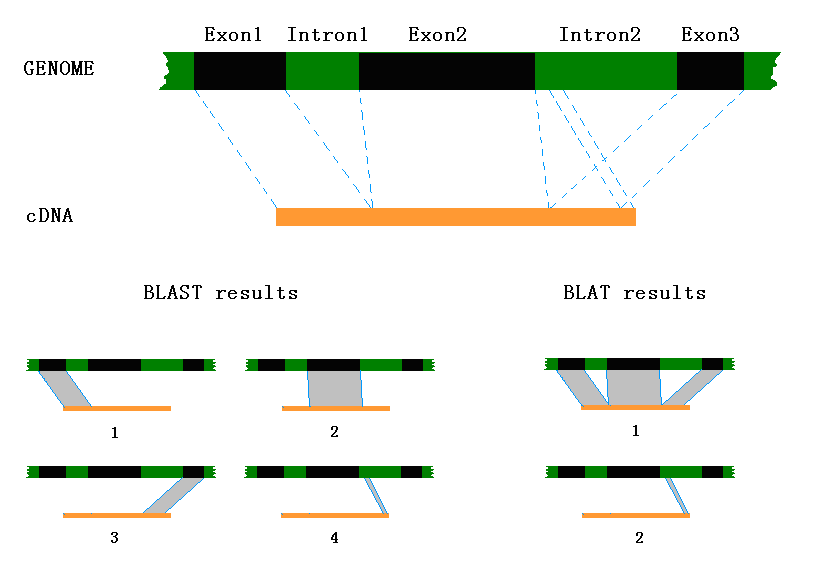 Exon1 Intron1 Exon2 Intron2 Exon3
GENOME
cDNA
BLAST results BLAT results
1 2 1
3 4 2